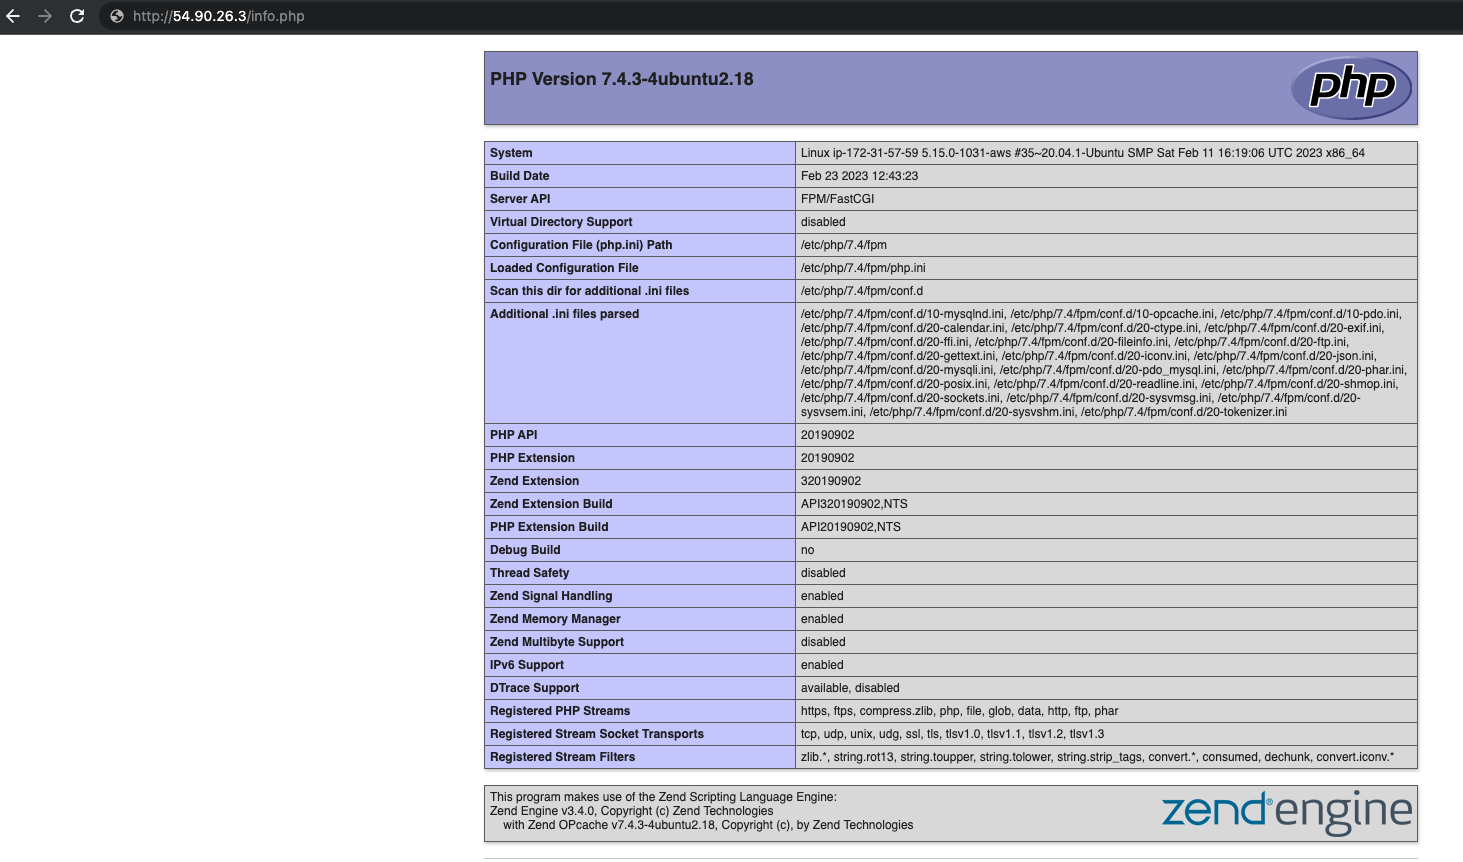 http://54.90.26.3/info.php
PHP Version 7.4.3-4ubuntu2.18
php
System Linux ip-172-31-57-59 5.15.0-1031-aws #35~20.04.1-Ubuntu SMP Sat Feb 11 16:19:06 UTC 2023 x86_64
Build Date Feb 23 2023 12:43:23
Server API FPM/FastCGI
Virtual Directory Support disabled
Configuration File (php.ini) Path /etc/php/7.4/fpm
Loaded Configuration File /etc/php/7.4/fpm/php.ini
Scan this dir for additional .ini files /etc/php/7.4/fpm/conf.d
Additional .ini files parsed /etc/php/7.4/fpm/conf.d/10-mysqlnd.ini, /etc/php/7.4/fpm/conf.d/10-opcache.ini, /etc/php/7.4/fpm/conf.d/10-pdo.ini,
/etc/php/7.4/fpm/conf.d/20-calendar.ini, /etc/php/7.4/fpm/conf.d/20-ctype.ini, /etc/php/7.4/fpm/conf.d/20-exif.ini,
/etc/php/7.4/fpm/conf.d/20-ffi.ini, /etc/php/7.4/fpm/conf.d/20-fileinfo.ini, /etc/php/7.4/fpm/conf.d/20-ftp.ini,
/etc/php/7.4/fpm/conf.d/20-gettext.ini, /etc/php/7.4/fpm/conf.d/20-iconv.ini, /etc/php/7.4/fpm/conf.d/20-json.ini,
/etc/php/7.4/fpm/conf.d/20-mysqli.ini, /etc/php/7.4/fpm/conf.d/20-pdo_mysql.ini, /etc/php/7.4/fpm/conf.d/20-phar.ini,
/etc/php/7.4/fpm/conf.d/20-posix.ini, /etc/php/7.4/fpm/conf.d/20-readline.ini, /etc/php/7.4/fpm/conf.d/20-shmop.ini,
/etc/php/7.4/fpm/conf.d/20-sockets.ini, /etc/php/7.4/fpm/conf.d/20-sysvmsg.ini, /etc/php/7.4/fpm/conf.d/20-
sysvsem.ini, /etc/php/7.4/fpm/conf.d/20-sysvshm.ini, /etc/php/7.4/fpm/conf.d/20-tokenizer.ini
PHP API 20190902
PHP Extension 20190902
Zend Extension 320190902
Zend Extension Build API320190902,NTS
PHP Extension Build API20190902,NTS
Debug Build no
Thread Safety disabled
Zend Signal Handling enabled
Zend Memory Manager enabled
Zend Multibyte Support disabled
IPv6 Support enabled
DTrace Support available, disabled
Registered PHP Streams https, ftps, compress.zlib, php, file, glob, data, http, ftp, phar
Registered Stream Socket Transports tcp, udp, unix, udg, ssl, tls, tlsv1.0, tlsv1.1, tlsv1.2, tlsv1.3
Registered Stream Filters zlib.*, string.rot13, string.toupper, string.tolower, string.strip_tags, convert.*, consumed, dechunk, convert.iconv.*
This program makes use of the Zend Scripting Language Engine:
Zend Engine v3.4.0, Copyright (c) Zend Technologies
with Zend OPcache v7.4.3-4ubuntu2.18, Copyright (c), by Zend Technologies
zend® engine